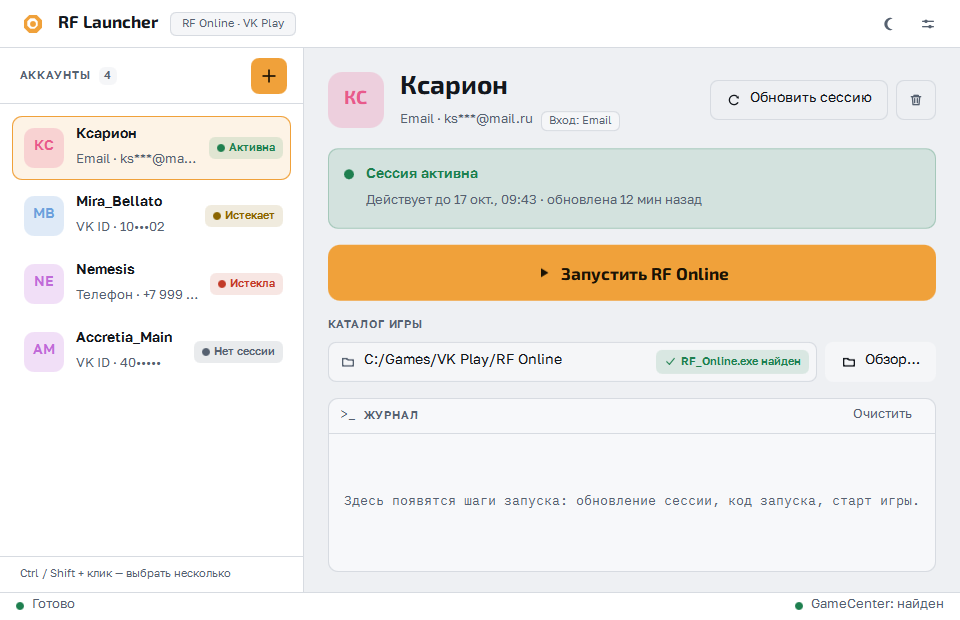 RF Launcher
RF Online · VK Play
АККАУНТЫ 4
КС
Ксарион
Email · ks***@ma...
Активна
MB
Mira_Bellato
VK ID · 10•••02
Истекает
NE
Nemesis
Телефон · +7 999 ...
Истекла
AM
Accretia_Main
VK ID · 40•••••
Нет сессии
Ctrl / Shift + клик — выбрать несколько
КС
Ксарион
Email · ks***@mail.ru
Вход: Email
Обновить сессию
Сессия активна
Действует до 17 окт., 09:43 · обновлена 12 мин назад
Запустить RF Online
КАТАЛОГ ИГРЫ
C:/Games/VK Play/RF Online
RF_Online.exe найден
Обзор...
>_ ЖУРНАЛ
Очистить
Здесь появятся шаги запуска: обновление сессии, код запуска, старт игры.
Готово
GameCenter: найден